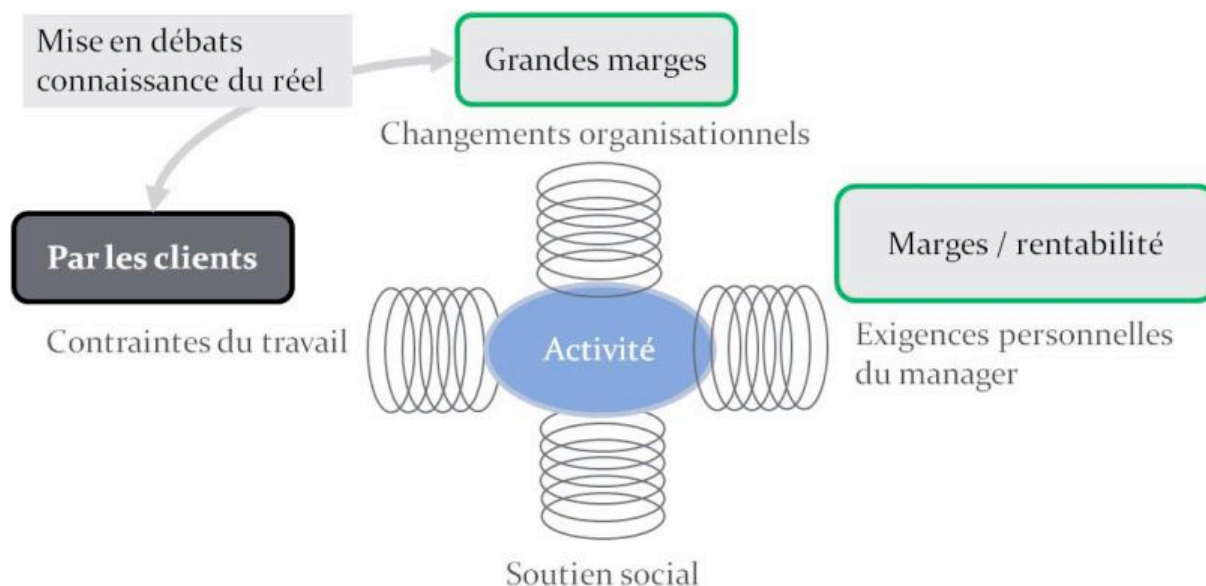 Mise en débats
connaissance du réel
Grandes marges
Changements organisationnels
Par les clients
Marges / rentabilité
Contraintes du travail
Activité
Exigences personnelles
du manager
Soutien social